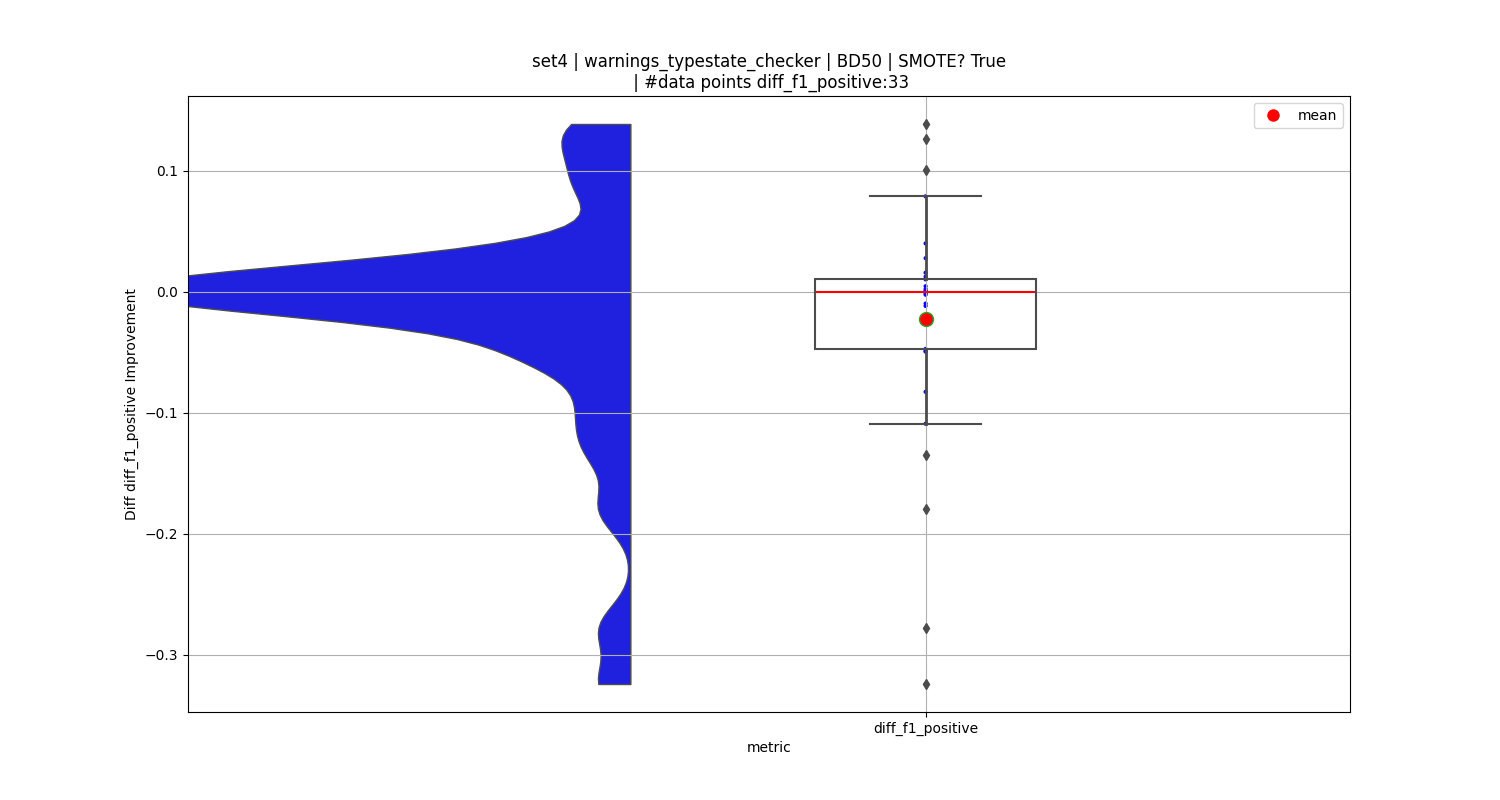 set4 | warnings_typestate_checker | BD50 | SMOTE? True
| #data points diff_f1_positive:33
mean
0.1
0.0
−0.1
−0.2
−0.3
Diff diff_f1_positive Improvement
diff_f1_positive
metric